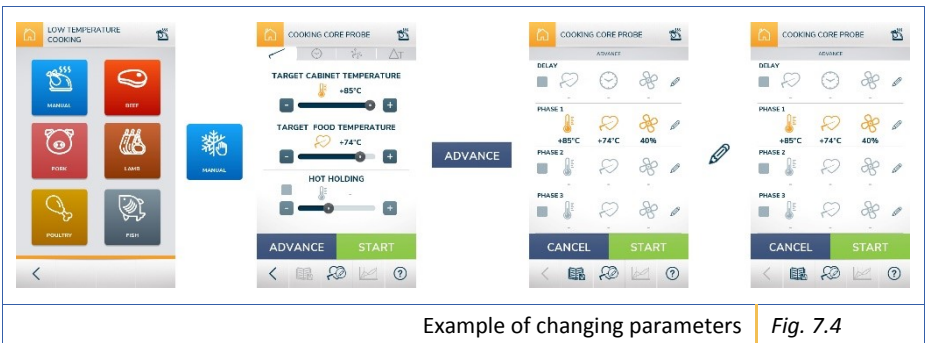 LOW TEMPERATURE
COOKING
MANUAL
BEEF
PORK
LAMB
POULTRY
FISH
MANUAL
COOKING CORE PROBE
ΔT
TARGET CABINET TEMPERATURE
+85°C
-
+
TARGET FOOD TEMPERATURE
+74°C
-
+
HOT HOLDING
-
-
+
ADVANCE
START
?
ADVANCE
COOKING CORE PROBE
ADVANCE
DELAY
- -
PHASE 1
+85°C +74°C 40%
PHASE 2
- - -
PHASE 3
- - -
CANCEL
START
?
COOKING CORE PROBE
ADVANCE
DELAY
- -
PHASE 1
+85°C +74°C 40%
PHASE 2
- - -
PHASE 3
- - -
CANCEL
START
?
Example of changing parameters
Fig. 7.4